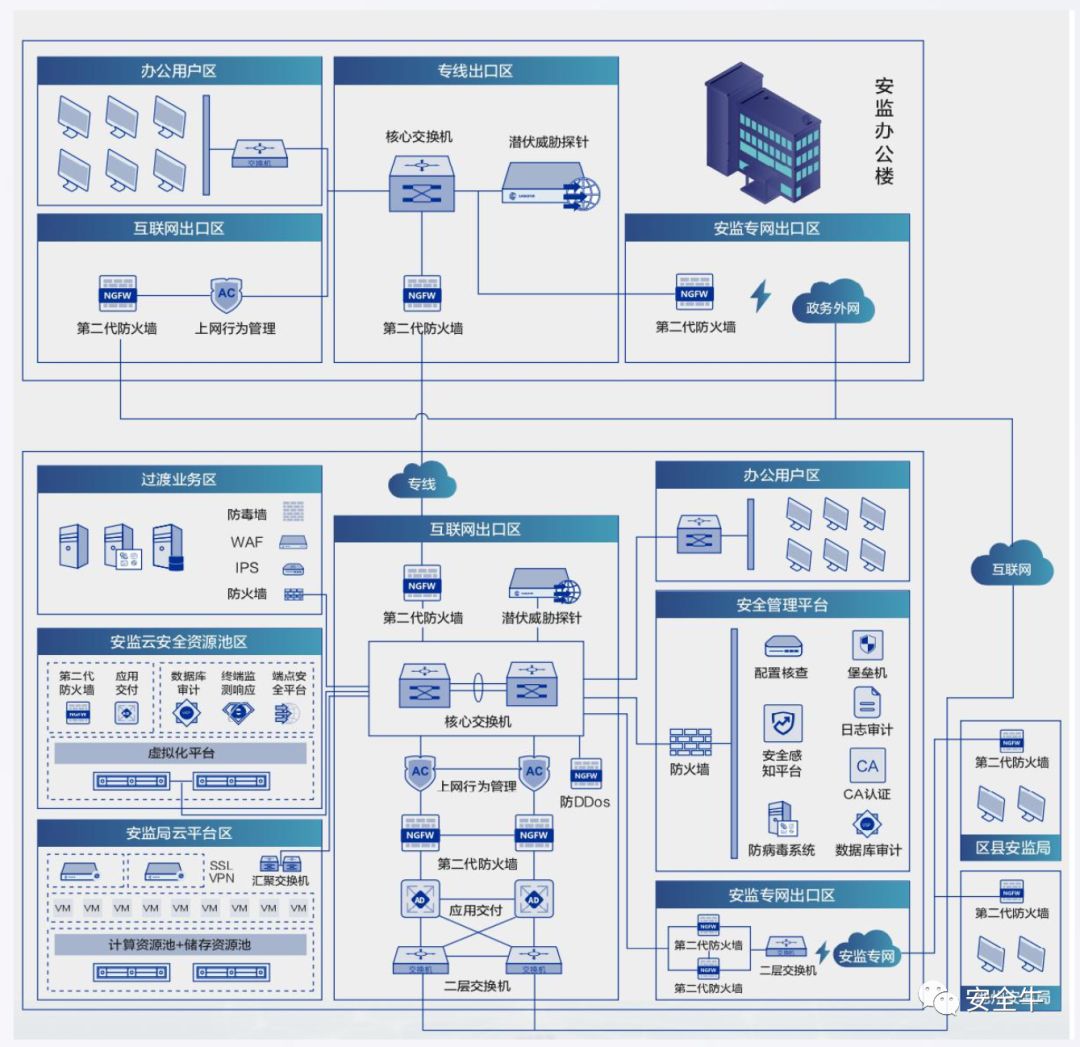 办公用户区
交换机
专线出口区
核心交换机
潜伏威胁探针
安监办公楼
互联网出口区
NGFW
第二代防火墙
AC
上网行为管理
NGFW
第二代防火墙
安监专网出口区
NGFW
第二代防火墙
政务外网
过渡业务区
防毒墙
WAF
IPS
防火墙
专线
互联网出口区
NGFW
第二代防火墙
潜伏威胁探针
核心交换机
AC
AC
上网行为管理
NGFW
防DDos
NGFW
NGFW
第二代防火墙
AD
AD
应用交付
交换机
交换机
二层交换机
安监云安全资源池区
第二代
防火墙
应用
交付
数据库
审计
终端监
测响应
端点安
全平台
虚拟化平台
安监局云平台区
SSL
VPN
汇聚交换机
VM
VM
VM
VM
VM
VM
VM
VM
VM
计算资源池+储存资源池
办公用户区
安全管理平台
防火墙
配置核查
堡垒机
日志审计
安全感
知平台
CA
CA认证
防病毒系统
数据库审计
安监专网出口区
NGFW
第二代防火墙
NGFW
第二代防火墙
交换机
二层交换机
安监专网
互联网
NGFW
第二代防火墙
区县安监局
NGFW
第二代防火墙
安全牛